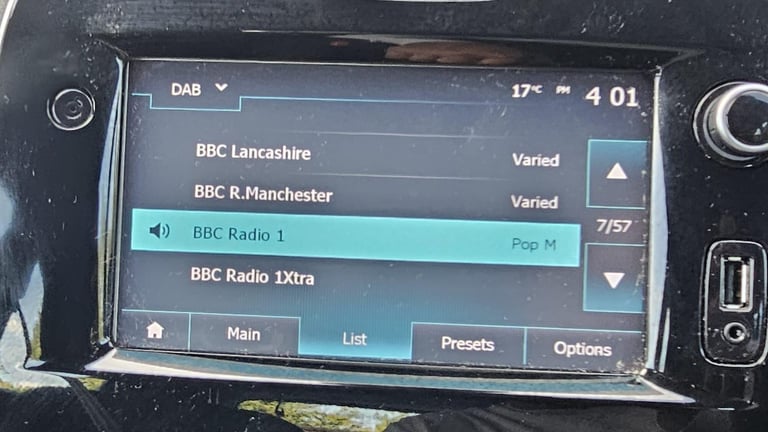 DAB 17°C PM 4 01
BBC Lancashire Varied
BBC R.Manchester Varied
7/57
BBC Radio 1 Pop M
BBC Radio 1Xtra
Main List Presets Options